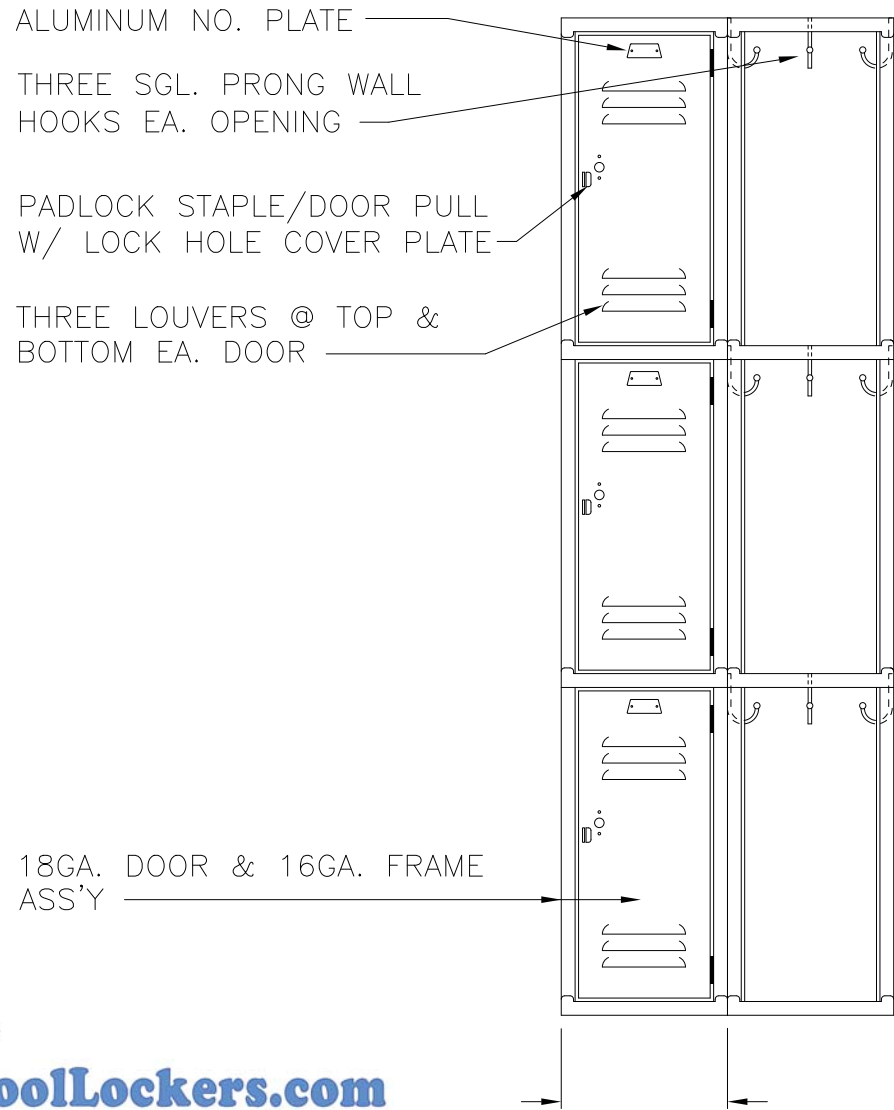 ALUMINUM NO. PLATE
THREE SGL. PRONG WALL
HOOKS EA. OPENING
PADLOCK STAPLE/DOOR PULL
W/ LOCK HOLE COVER PLATE
THREE LOUVERS @ TOP &
BOTTOM EA. DOOR
18GA. DOOR & 16GA. FRAME
ASS'Y
oolLockers.com